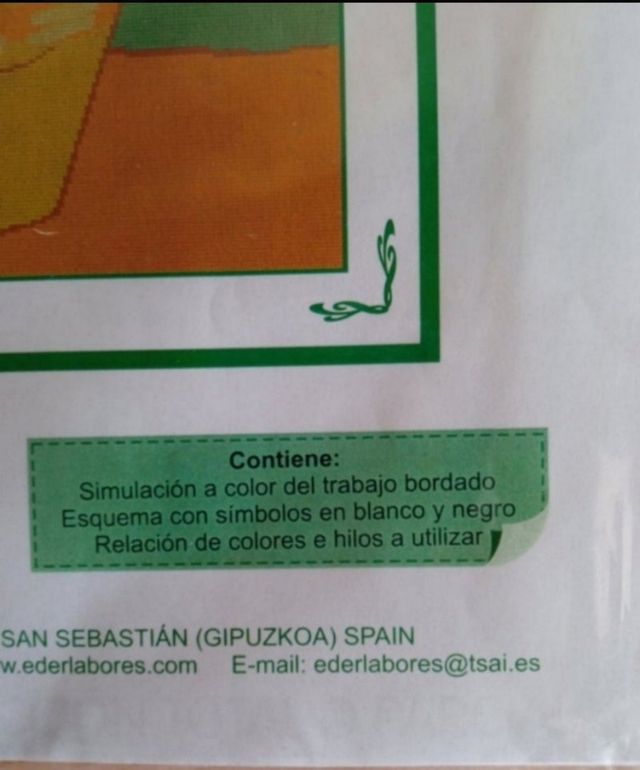 Contiene:
Simulación a color del trabajo bordado
Esquema con símbolos en blanco y negro
Relación de colores e hilos a utilizar
SAN SEBASTIÁN (GIPUZKOA) SPAIN
w.ederlabores.com E-mail: ederlabores@tsai.es